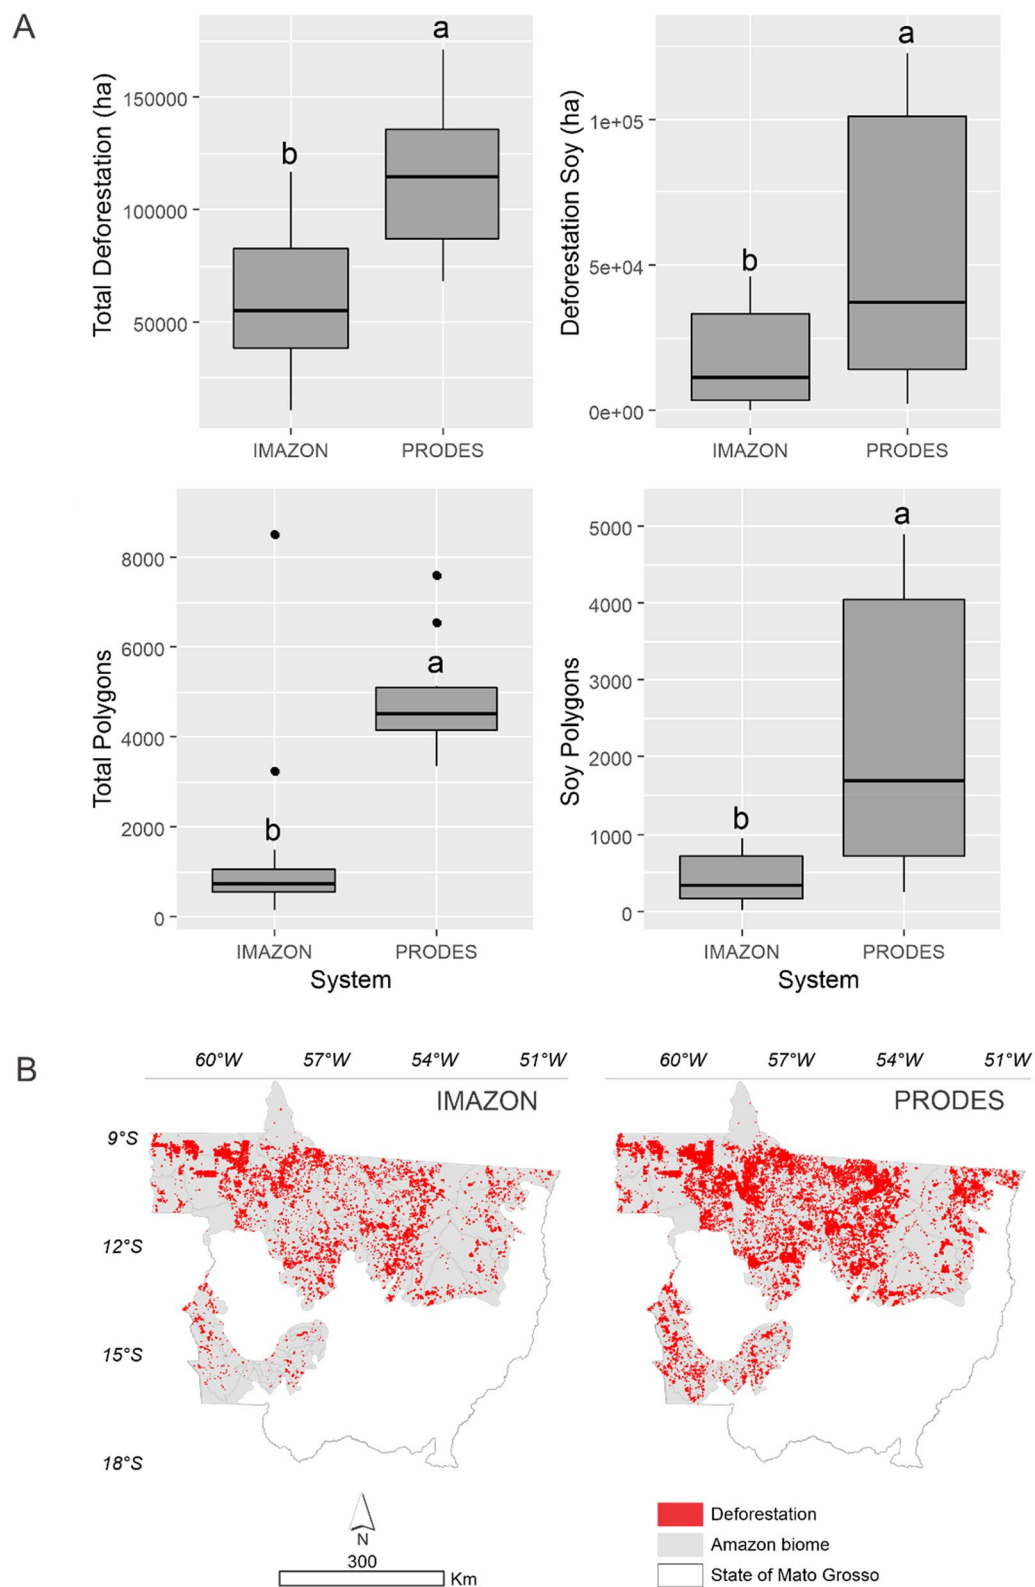 A
Total Deforestation (ha)
150000
100000
50000
b
a
IMAZON PRODES
Deforestation Soy (ha)
1e+05
5e+04
0e+00
b
a
IMAZON PRODES
Total Polygons
8000
6000
4000
2000
0
b
a
IMAZON PRODES
System
Soy Polygons
5000
4000
3000
2000
1000
0
b
a
IMAZON PRODES
System
B
60°W 57°W 54°W 51°W
IMAZON
9°S
12°S
15°S
18°S
60°W 57°W 54°W 51°W
PRODES
N
300
Km
Deforestation
Amazon biome
State of Mato Grosso